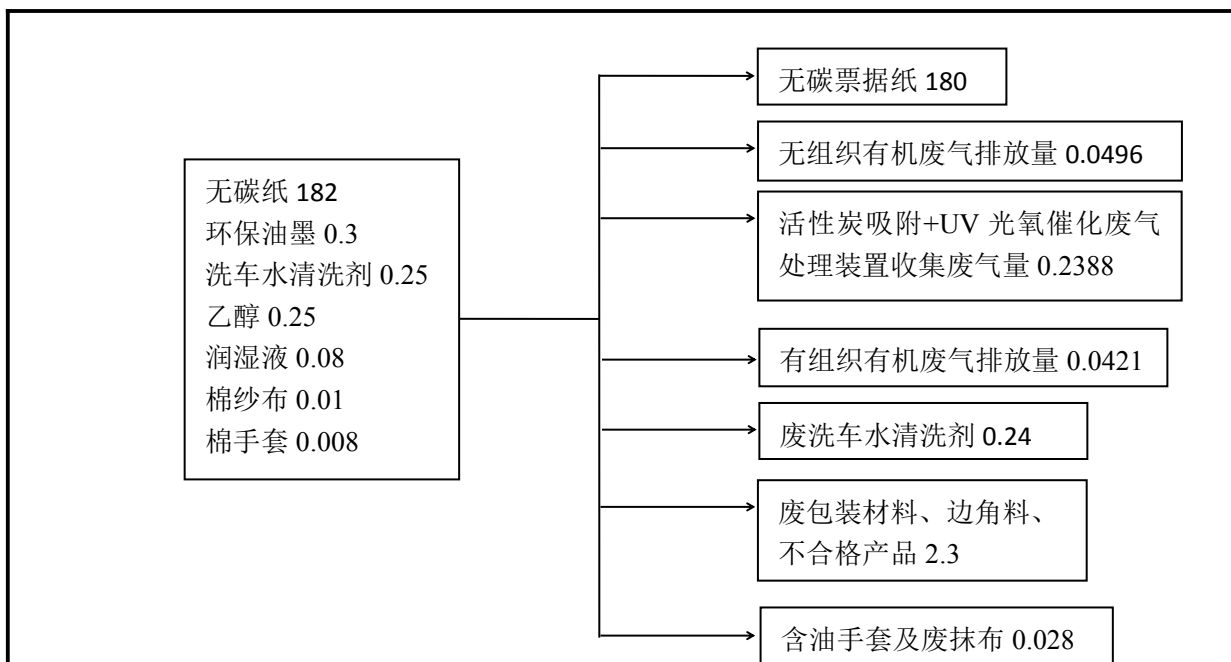 无碳纸 182
环保油墨 0.3
洗车水清洗剂 0.25
乙醇 0.25
润湿液 0.08
棉纱布 0.01
棉手套 0.008
无碳票据纸 180
无组织有机废气排放量 0.0496
活性炭吸附+UV 光氧催化废气
处理装置收集废气量 0.2388
有组织有机废气排放量 0.0421
废洗车水清洗剂 0.24
废包装材料、边角料、
不合格产品 2.3
含油手套及废抹布 0.028